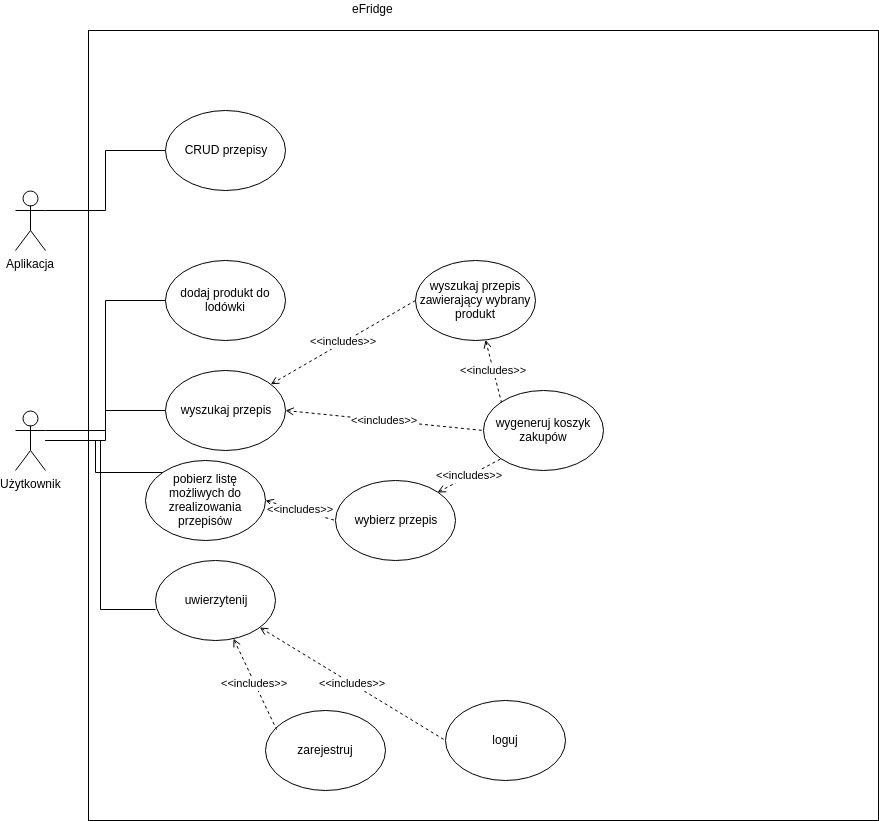 eFridge
CRUD przepisy
Aplikacja
dodaj produkt do
lodówki
wyszukaj przepis
zawierający wybrany
produkt
<<includes>>
<<includes>>
wyszukaj przepis
<<includes>>
wygeneruj koszyk
zakupów
Użytkownik
pobierz listę
możliwych do
zrealizowania
przepisów
<<includes>>
<<includes>>
wybierz przepis
uwierzytenij
<<includes>>
<<includes>>
zarejestruj
loguj